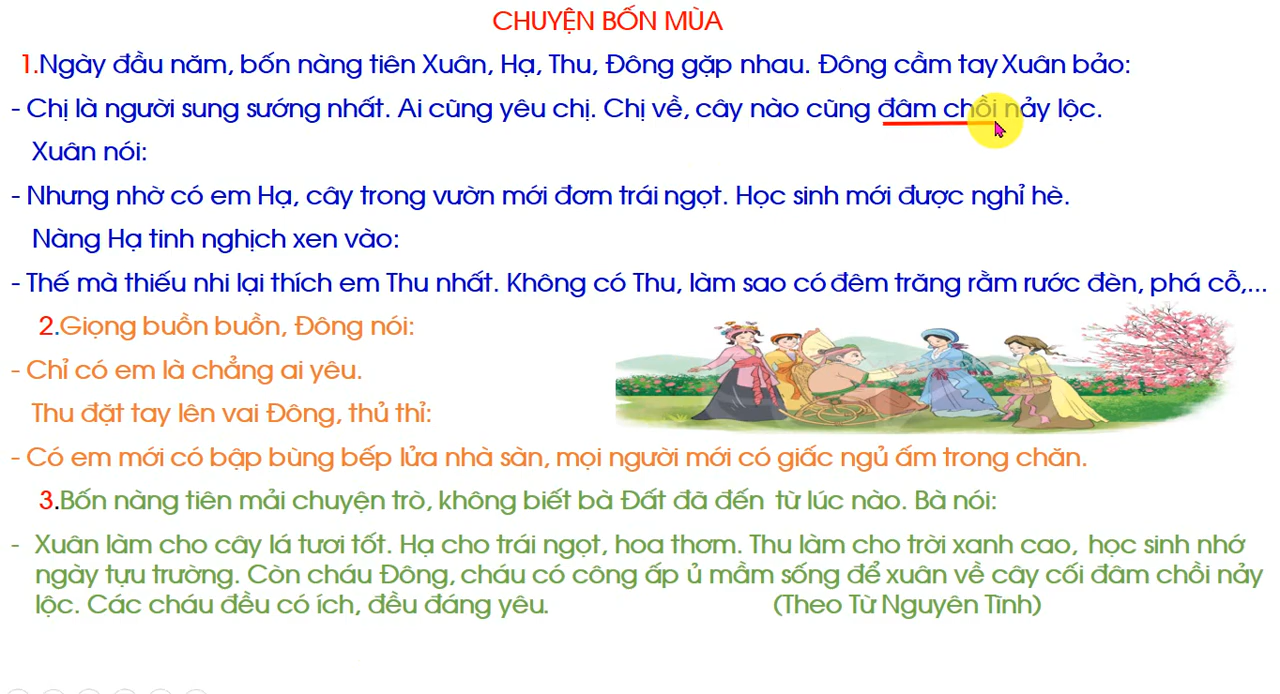 CHUYỆN BỐN MÙA
1.Ngày đầu năm, bốn nàng tiên Xuân, Hạ, Thu, Đông gặp nhau. Đông cầm tay Xuân bảo:
- Chị là người sung sướng nhất. Ai cũng yêu chị. Chị về, cây nào cũng đâm chồi nảy lộc.
Xuân nói:
- Nhưng nhờ có em Hạ, cây trong vườn mới đơm trái ngọt. Học sinh mới được nghỉ hè.
Nàng Hạ tinh nghịch xen vào:
- Thế mà thiếu nhi lại thích em Thu nhất. Không có Thu, làm sao có đêm trăng rằm rước đèn, phá cỗ,...
2.Giọng buồn buồn, Đông nói:
- Chỉ có em là chẳng ai yêu.
Thu đặt tay lên vai Đông, thủ thỉ:
- Có em mới có bập bùng bếp lửa nhà sàn, mọi người mới có giấc ngủ ấm trong chăn.
3.Bốn nàng tiên mải chuyện trò, không biết bà Đất đã đến từ lúc nào. Bà nói:
- Xuân làm cho cây lá tươi tốt. Hạ cho trái ngọt, hoa thơm. Thu làm cho trời xanh cao, học sinh nhớ
ngày tựu trường. Còn cháu Đông, cháu có công ấp ủ mầm sống để xuân về cây cối đâm chồi nảy
lộc. Các cháu đều có ích, đều đáng yêu. (Theo Từ Nguyên Tĩnh)